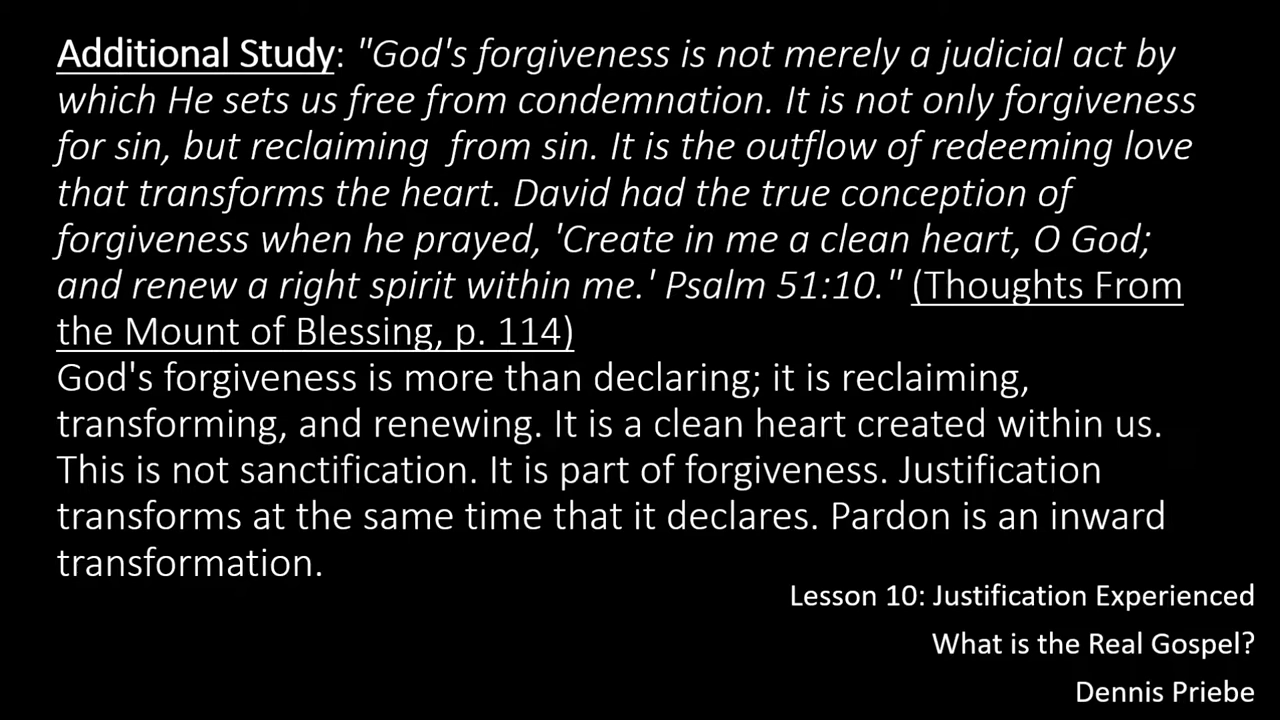 Additional Study: "God's forgiveness is not merely a judicial act by
which He sets us free from condemnation. It is not only forgiveness
for sin, but reclaiming  from sin. It is the outflow of redeeming love
that transforms the heart. David had the true conception of
forgiveness when he prayed, 'Create in me a clean heart, O God;
and renew a right spirit within me.' Psalm 51:10." (Thoughts From
the Mount of Blessing, p. 114)
God's forgiveness is more than declaring; it is reclaiming,
transforming, and renewing. It is a clean heart created within us.
This is not sanctification. It is part of forgiveness. Justification
transforms at the same time that it declares. Pardon is an inward
transformation.
Lesson 10: Justification Experienced
What is the Real Gospel?
Dennis Priebe